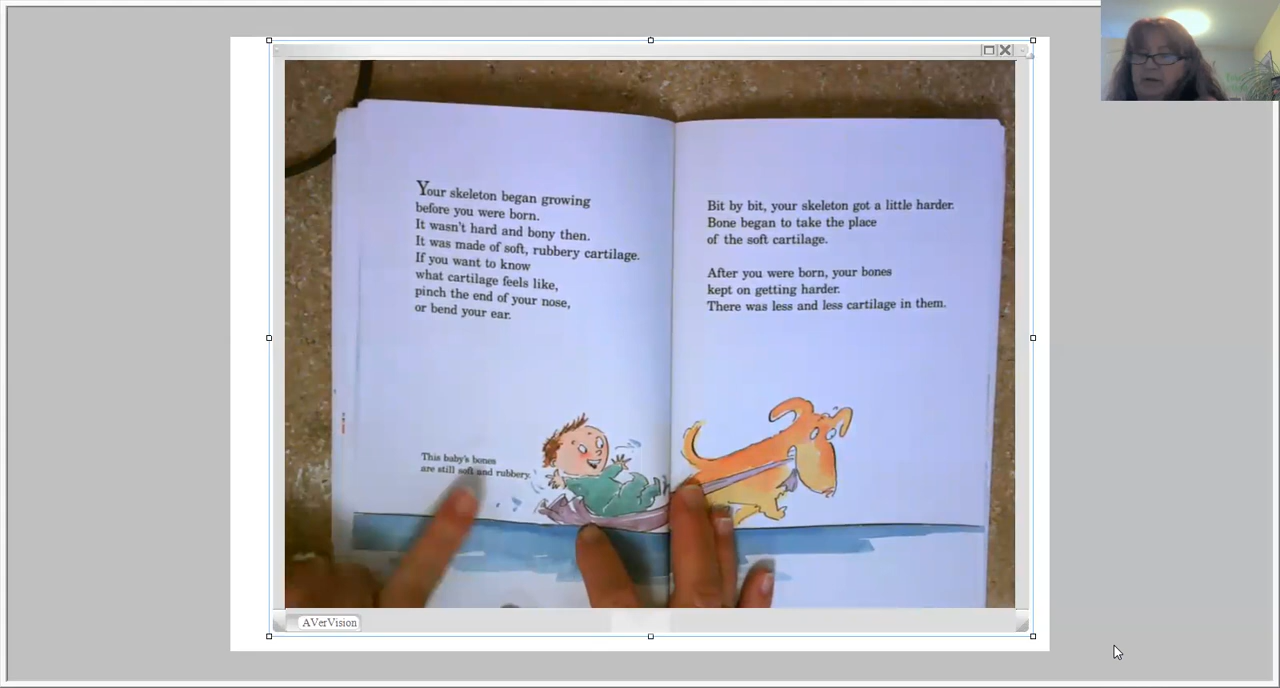 Your skeleton began growing
before you were born.
It wasn't hard and bony then.
It was made of soft, rubbery cartilage.
If you want to know
what cartilage feels like,
pinch the end of your nose,
or bend your ear.
This baby's bones
are still soft and rubbery.
Bit by bit, your skeleton got a little harder.
Bone began to take the place
of the soft cartilage.
After you were born, your bones
kept on getting harder.
There was less and less cartilage in them.
AVerVision